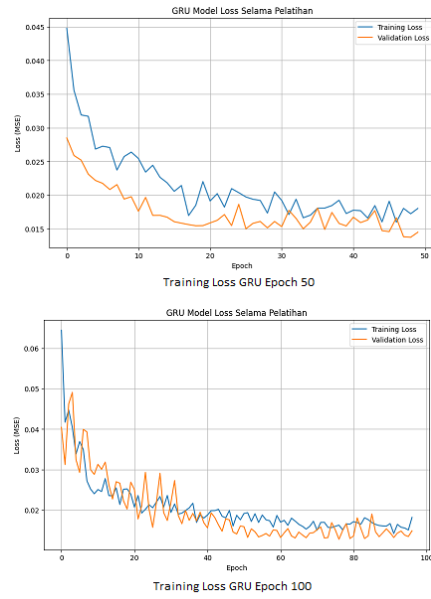 GRU Model Loss Selama Pelatihan
Training Loss
Validation Loss
Loss (MSE)
0.045
0.040
0.035
0.030
0.025
0.020
0.015
0 10 20 30 40 50
Epoch
Training Loss GRU Epoch 50
GRU Model Loss Selama Pelatihan
Training Loss
Validation Loss
Loss (MSE)
0.06
0.05
0.04
0.03
0.02
0 20 40 60 80 100
Epoch
Training Loss GRU Epoch 100